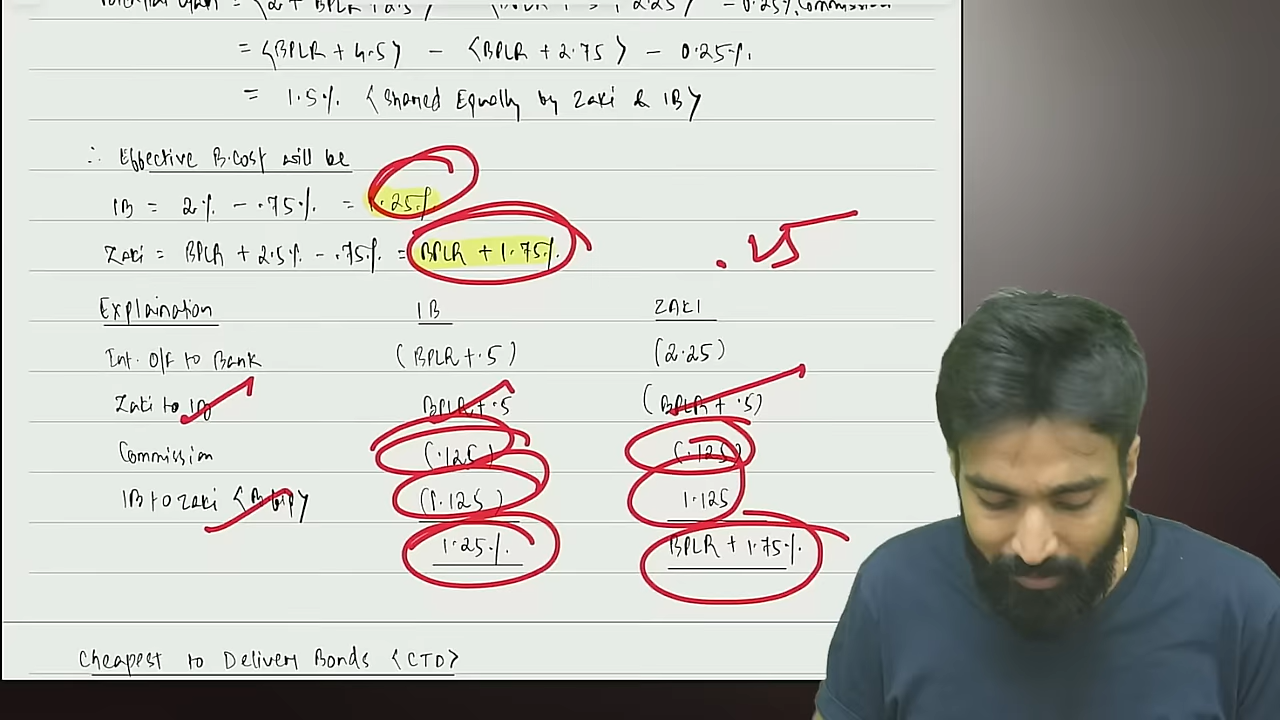 = {BPLR + 4.5} - {BPLR + 2.75} - 0.25%
= 1.5% {Shared Equally by Zaki & IB}
∴ Effective B.cost will be
IB = 2% - .75% = 1.25%
Zaki = BPLR + 2.5% - .75% = BPLR + 1.75%
.25
Explaination IB ZAKI
Int. O/F to Bank (BPLR + .5) (2.25)
Zaki to IB BPLR + .5 (BPLR + .5)
Commission (.125) (.125)
IB to Zaki (1.125) 1.125
1.25% BPLR + 1.75%
Cheapest to Deliver Bonds {CTD}